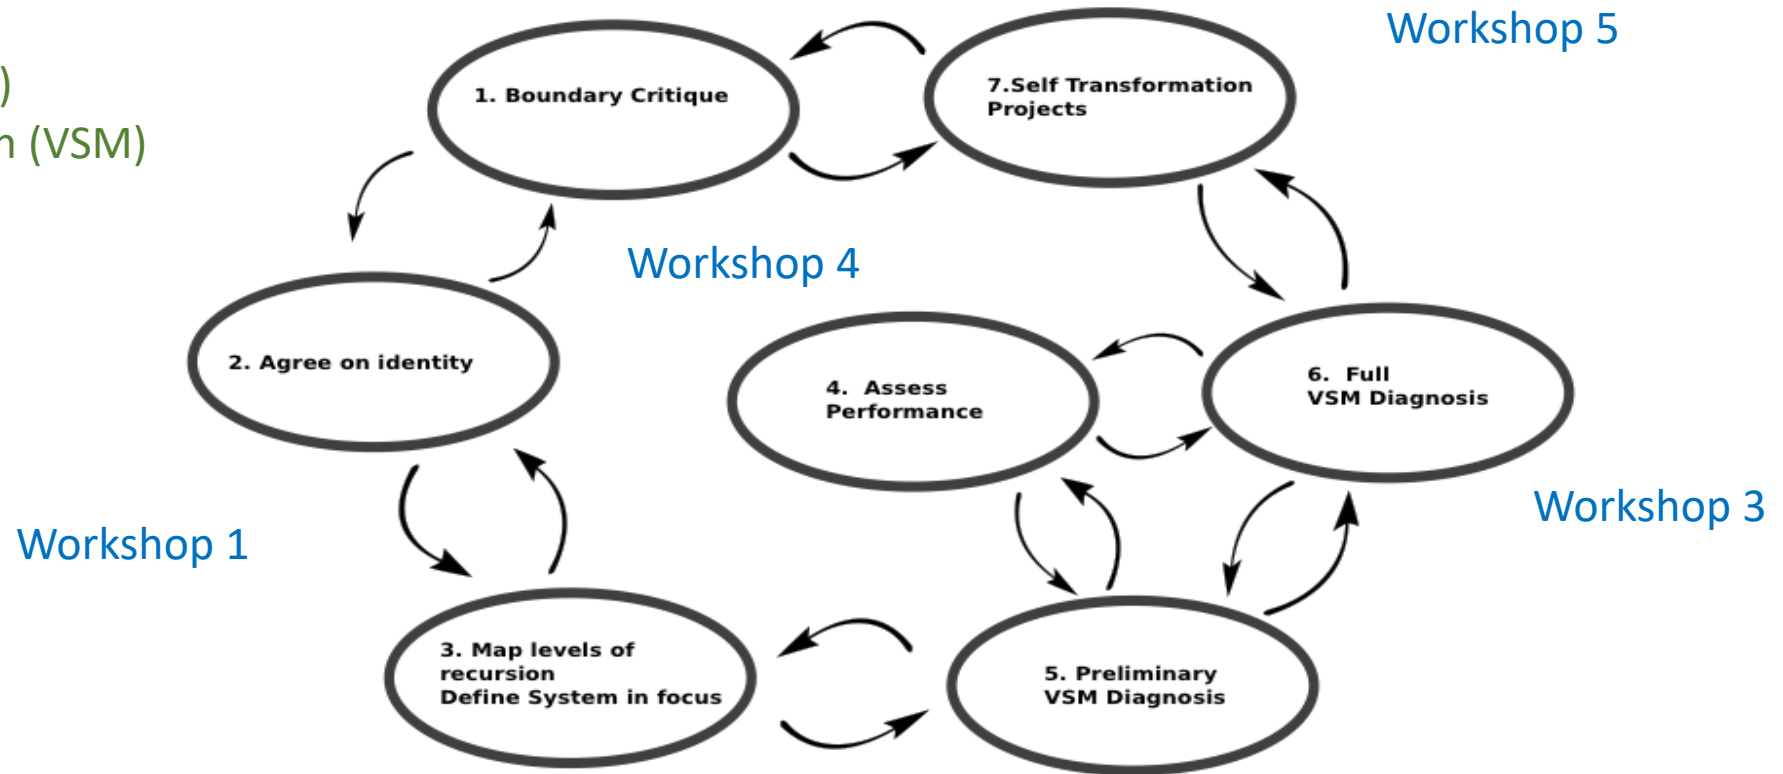 Workshop 5
)
(VSM)
1. Boundary Critique
7.Self Transformation
Projects
Workshop 4
2. Agree on identity
4. Assess
Performance
6. Full
VSM Diagnosis
Workshop 3
Workshop 1
3. Map levels of
recursion
Define System in focus
5. Preliminary
VSM Diagnosis